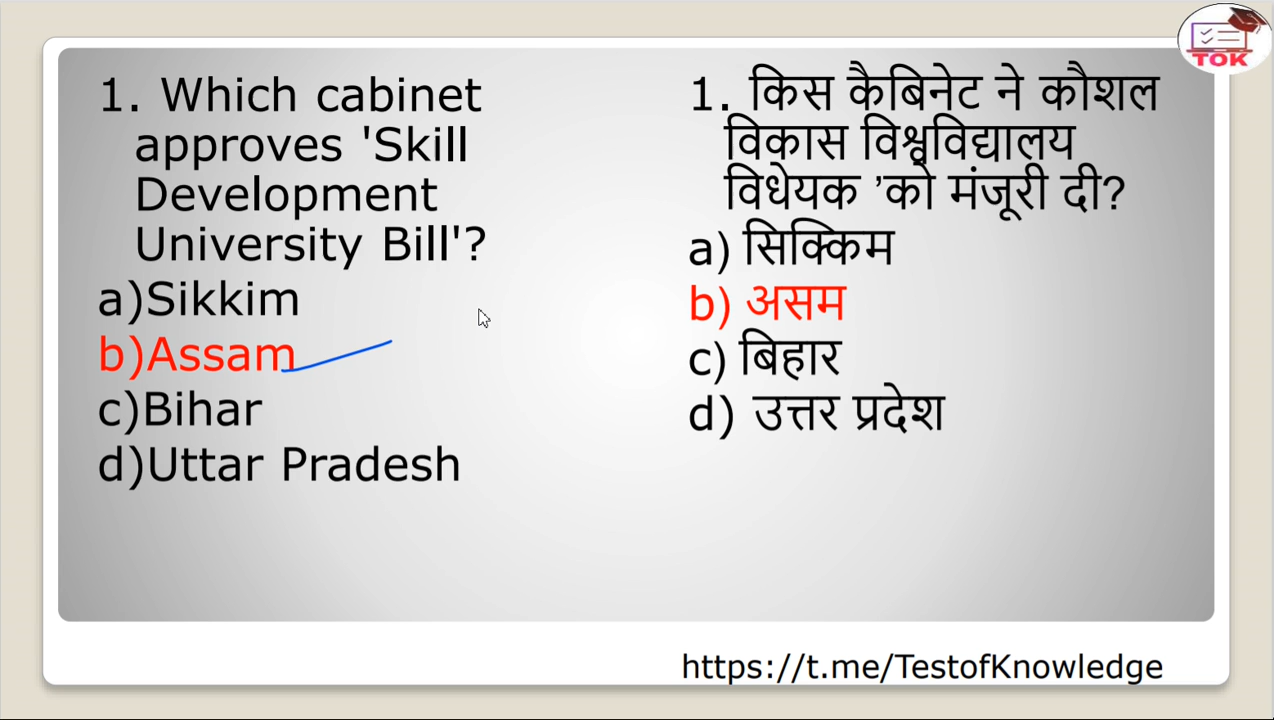 TOK
1. Which cabinet
approves 'Skill
Development
University Bill'?
a)Sikkim
b)Assam
c)Bihar
d)Uttar Pradesh
1. किस कैबिनेट ने कौशल
विकास विश्वविद्यालय
विधेयक ’को मंजूरी दी?
a) सिक्किम
b) असम
c) बिहार
d) उत्तर प्रदेश
https://t.me/TestofKnowledge